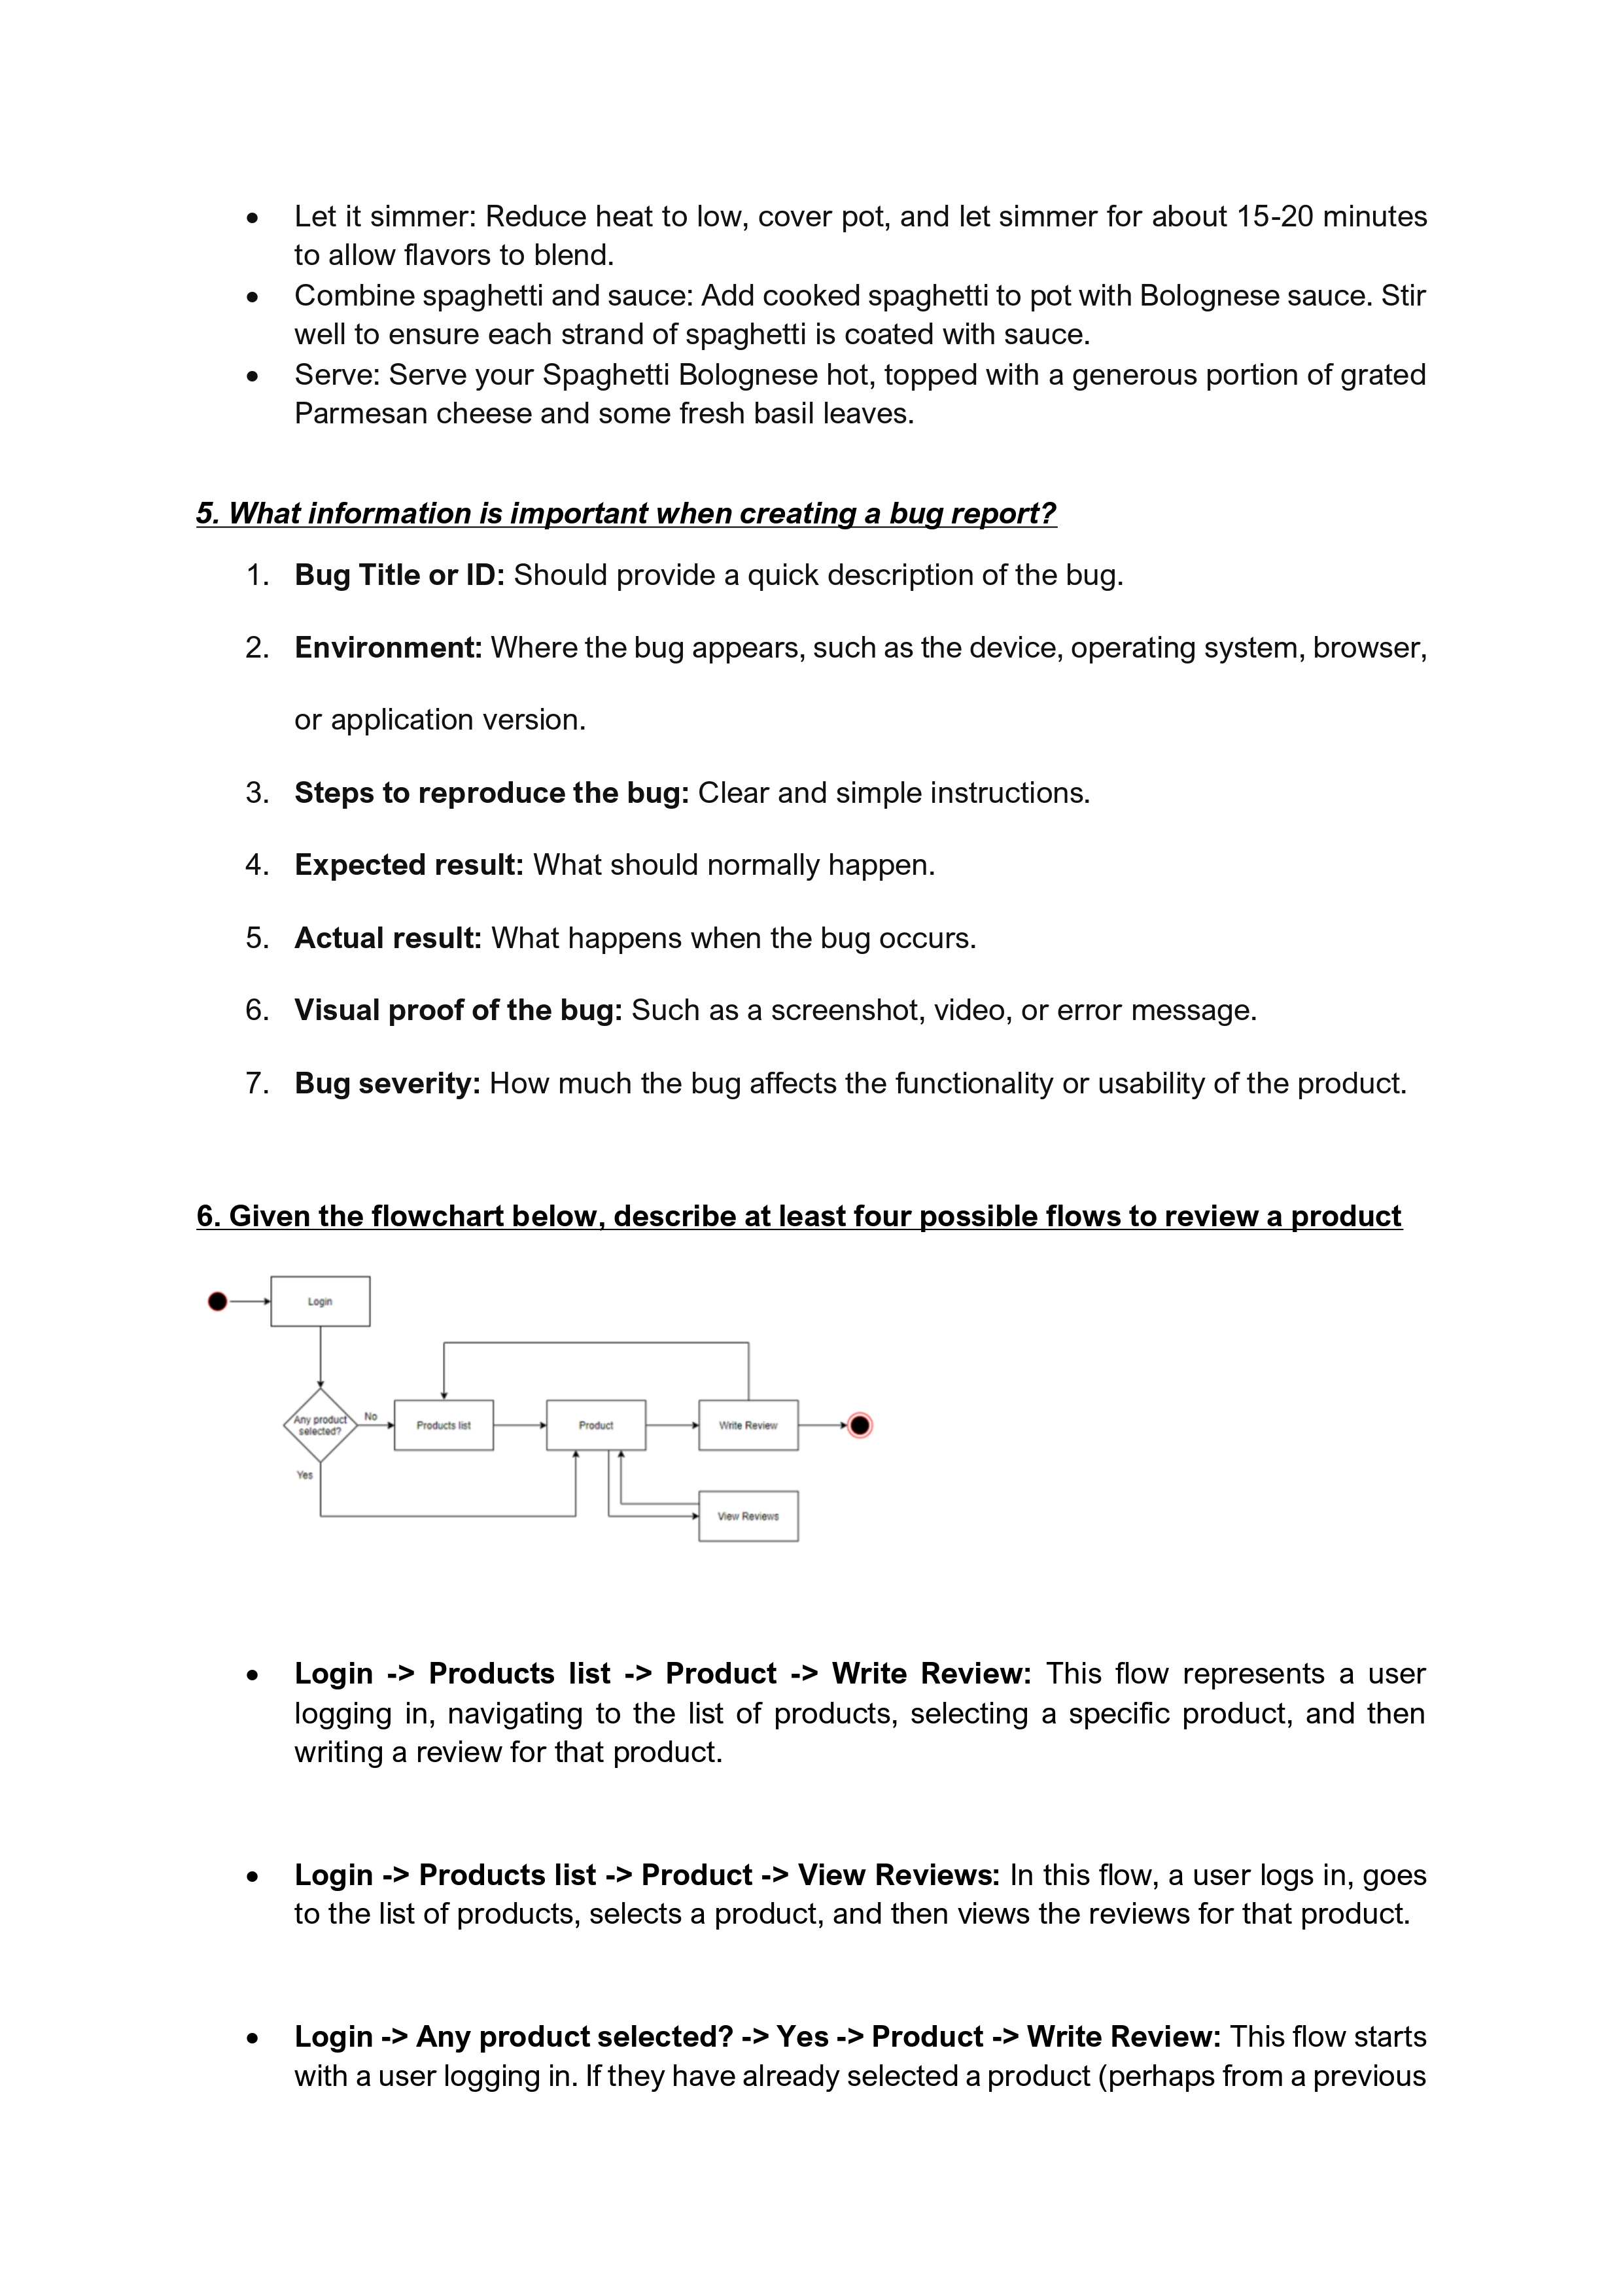 • Let it simmer: Reduce heat to low, cover pot, and let simmer for about 15-20 minutes
to allow flavors to blend.
• Combine spaghetti and sauce: Add cooked spaghetti to pot with Bolognese sauce. Stir
well to ensure each strand of spaghetti is coated with sauce.
• Serve: Serve your Spaghetti Bolognese hot, topped with a generous portion of grated
Parmesan cheese and some fresh basil leaves.
5. What information is important when creating a bug report?
1. Bug Title or ID: Should provide a quick description of the bug.
2. Environment: Where the bug appears, such as the device, operating system, browser,
or application version.
3. Steps to reproduce the bug: Clear and simple instructions.
4. Expected result: What should normally happen.
5. Actual result: What happens when the bug occurs.
6. Visual proof of the bug: Such as a screenshot, video, or error message.
7. Bug severity: How much the bug affects the functionality or usability of the product.
6. Given the flowchart below, describe at least four possible flows to review a product
Login
Any product
selected?
No
Products list
Product
Write Review
Yes
View Reviews
• Login -> Products list -> Product -> Write Review: This flow represents a user
logging in, navigating to the list of products, selecting a specific product, and then
writing a review for that product.
• Login -> Products list -> Product -> View Reviews: In this flow, a user logs in, goes
to the list of products, selects a product, and then views the reviews for that product.
• Login -> Any product selected? -> Yes -> Product -> Write Review: This flow starts
with a user logging in. If they have already selected a product (perhaps from a previous